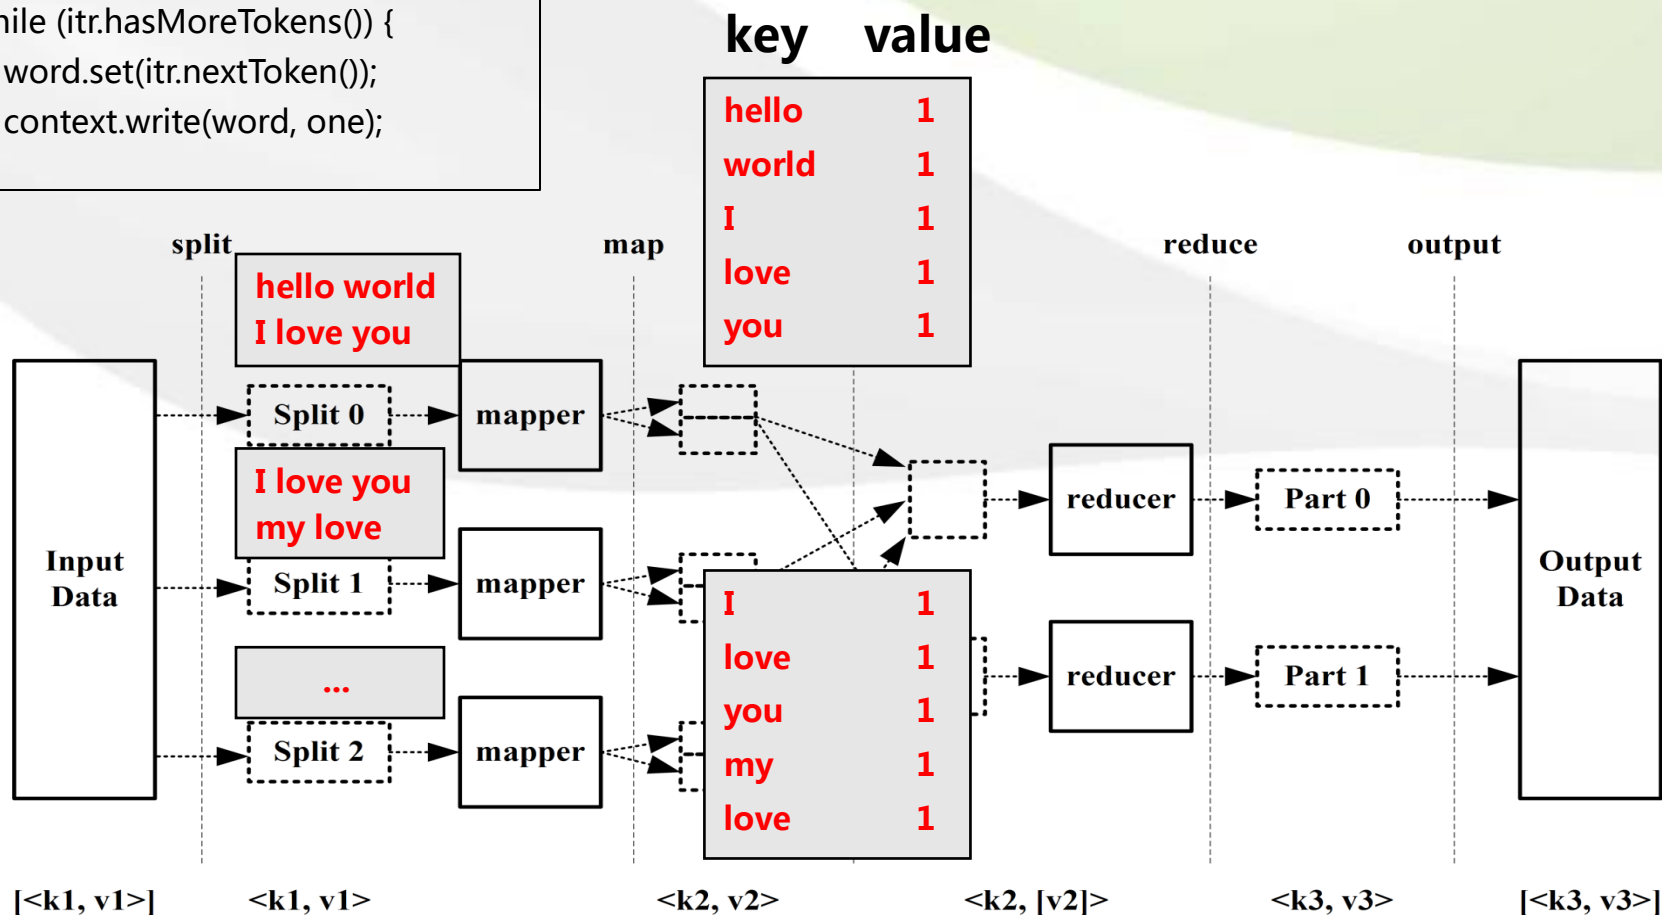 hile (itr.hasMoreTokens()) {
word.set(itr.nextToken());
context.write(word, one);
key value
hello 1
world 1
I 1
love 1
you 1
split
map
reduce
output
hello world
I love you
Split 0
mapper
I love you
my love
Split 1
mapper
...
Split 2
mapper
Input
Data
I 1
love 1
you 1
my 1
love 1
reducer
Part 0
reducer
Part 1
Output
Data
[<k1, v1>]
<k1, v1>
<k2, v2>
<k2, [v2]>
<k3, v3>
[<k3, v3>]